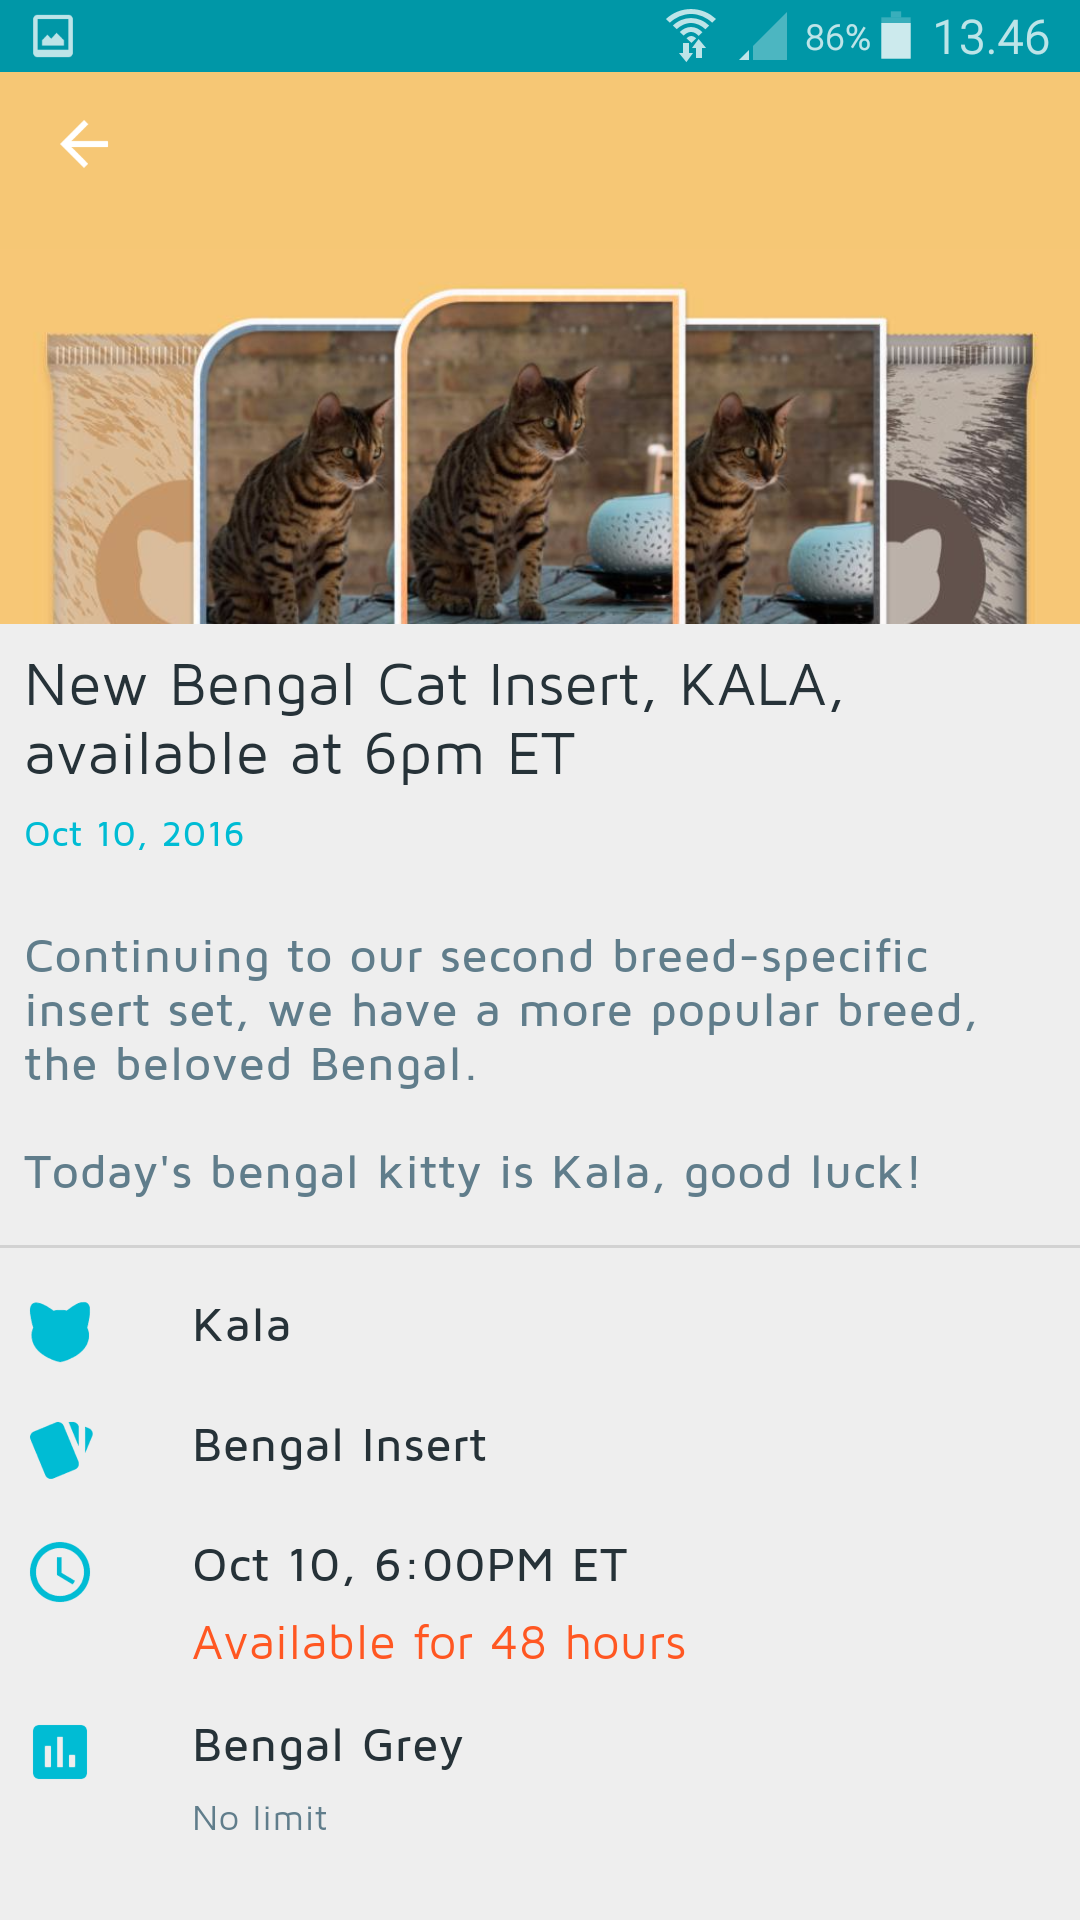 86% 13.46
New Bengal Cat Insert, KALA,
available at 6pm ET
Oct 10, 2016
Continuing to our second breed-specific
insert set, we have a more popular breed,
the beloved Bengal.
Today's bengal kitty is Kala, good luck!
Kala
Bengal Insert
Oct 10, 6:00PM ET
Available for 48 hours
Bengal Grey
No limit